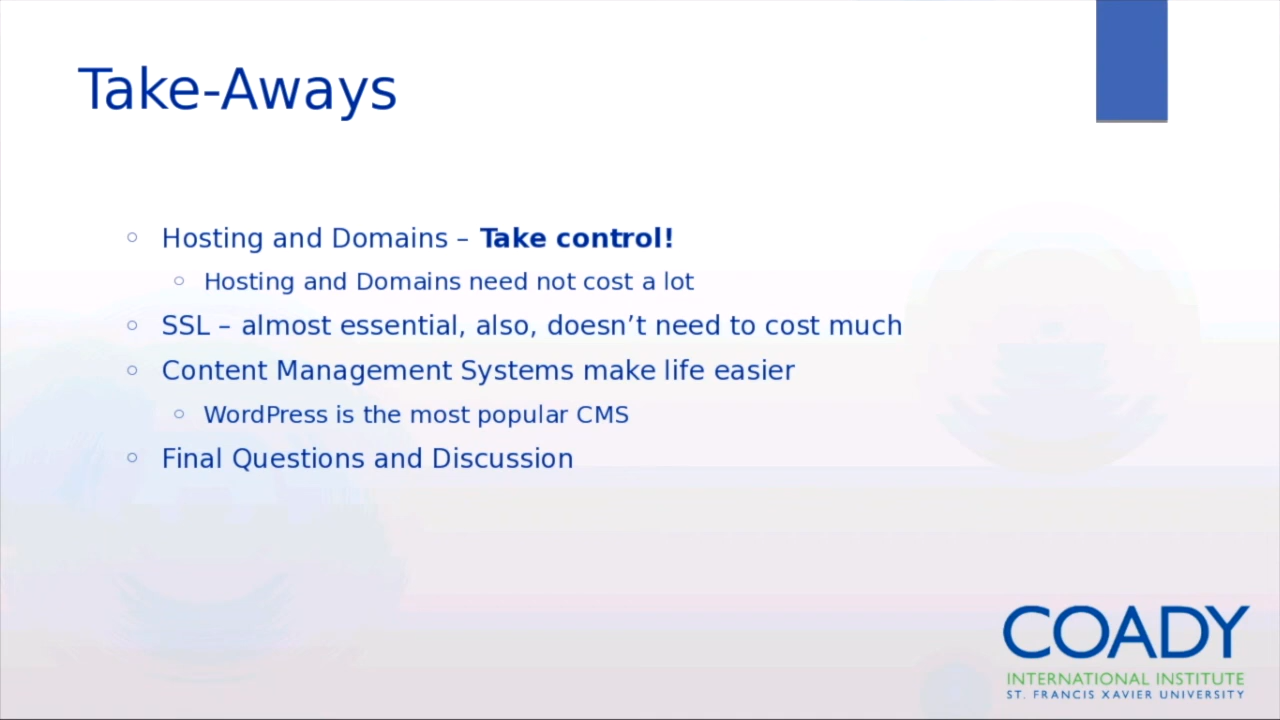 Take-Aways
Hosting and Domains – Take control!
Hosting and Domains need not cost a lot
SSL – almost essential, also, doesn’t need to cost much
Content Management Systems make life easier
WordPress is the most popular CMS
Final Questions and Discussion
COADY
INTERNATIONAL INSTITUTE
ST. FRANCIS XAVIER UNIVERSITY